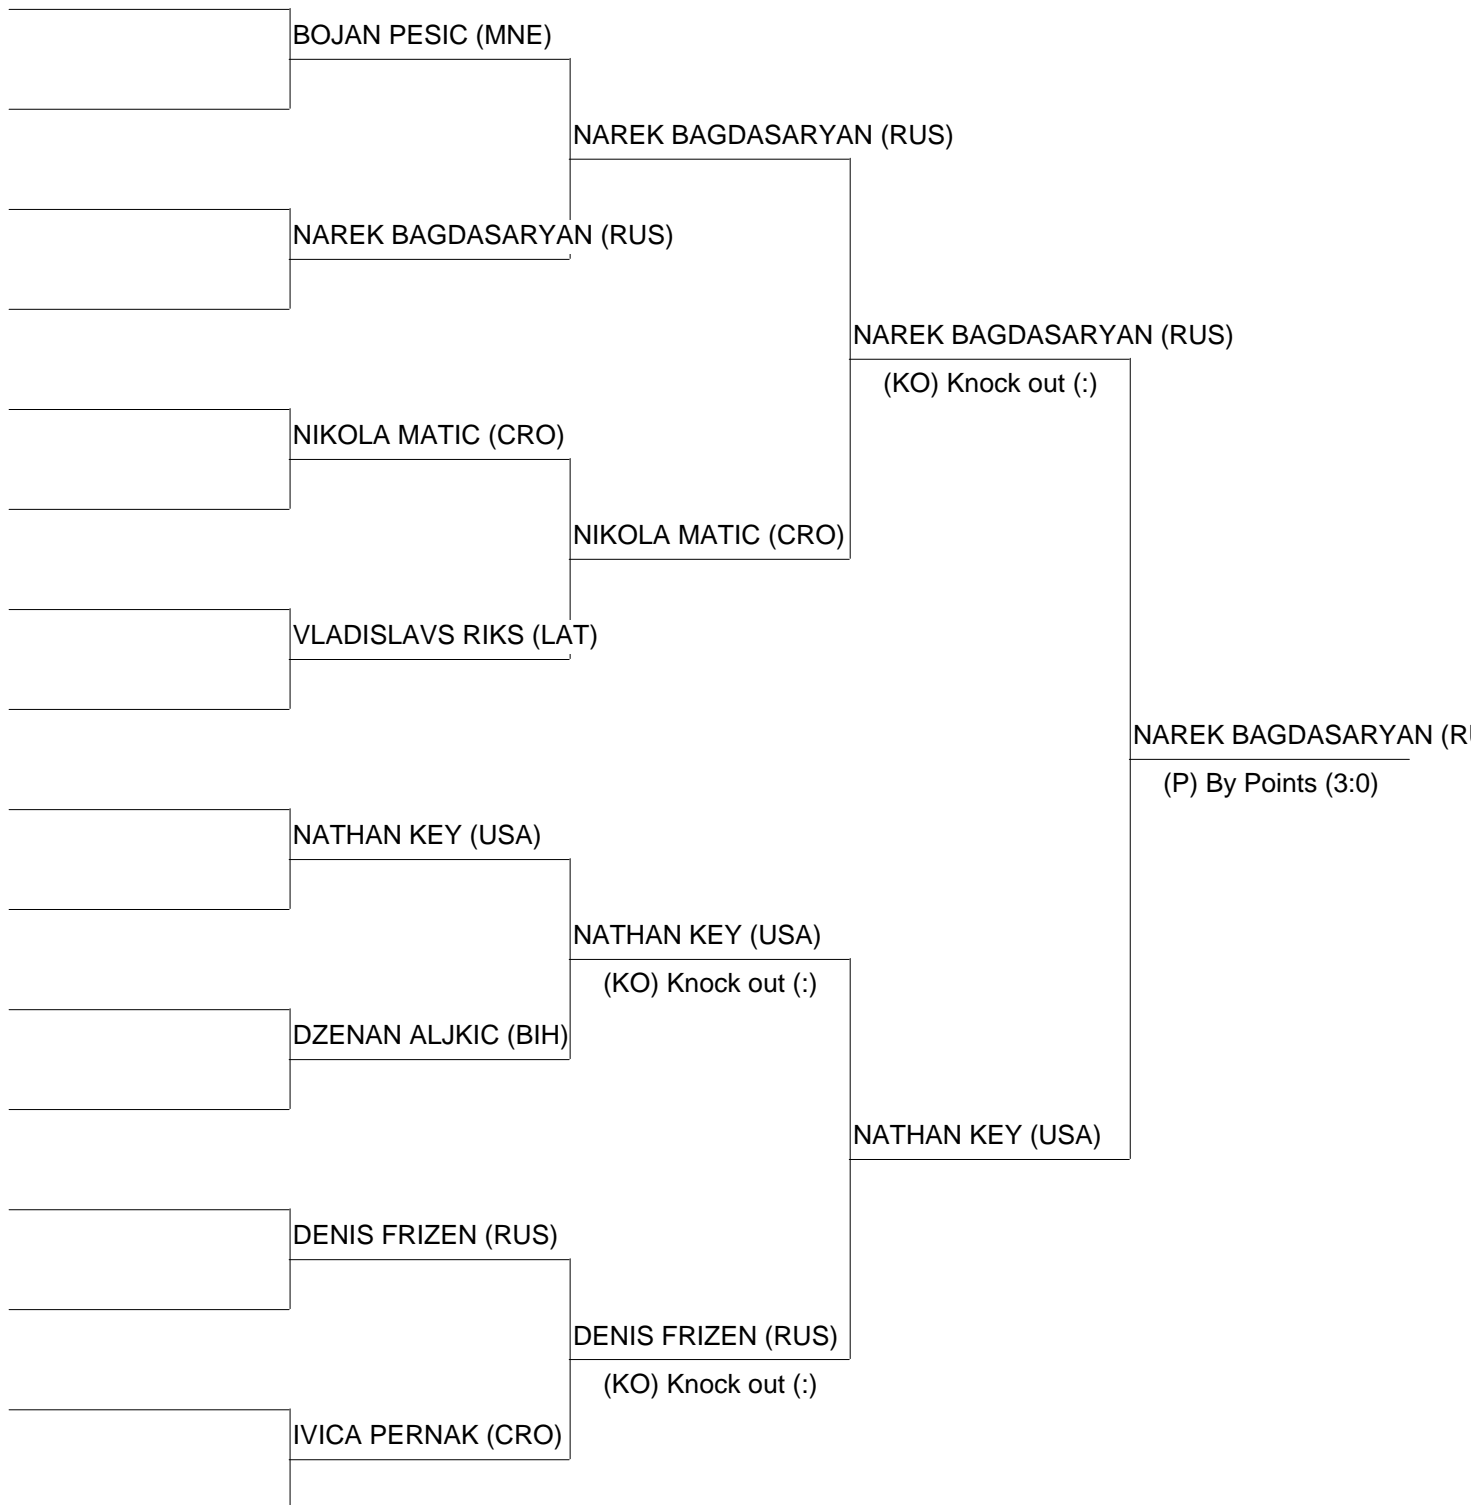 BOJAN PESIC (MNE)
NAREK BAGDASARYAN (RUS)
NAREK BAGDASARYAN (RUS)
NAREK BAGDASARYAN (RUS)
(KO) Knock out (:)
NIKOLA MATIC (CRO)
NIKOLA MATIC (CRO)
VLADISLAVS RIKS (LAT)
NAREK BAGDASARYAN (RU
(P) By Points (3:0)
NATHAN KEY (USA)
NATHAN KEY (USA)
(KO) Knock out (:)
DZENAN ALJKIC (BIH)
NATHAN KEY (USA)
DENIS FRIZEN (RUS)
DENIS FRIZEN (RUS)
(KO) Knock out (:)
IVICA PERNAK (CRO)